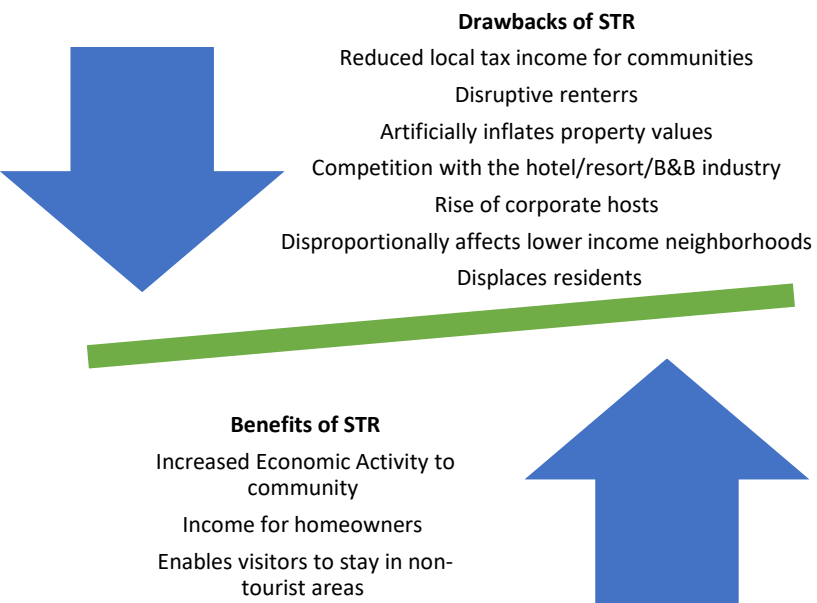 Drawbacks of STR
Reduced local tax income for communities
Disruptive renterrs
Artificially inflates property values
Competition with the hotel/resort/B&B industry
Rise of corporate hosts
Disproportionally affects lower income neighborhoods
Displaces residents
Benefits of STR
Increased Economic Activity to
community
Income for homeowners
Enables visitors to stay in non-
tourist areas